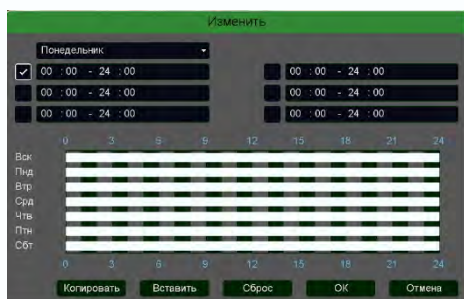 Изменить
Понедельник
00 :00 - 24 :00 00 :00 - 24 :00
00 :00 - 24 :00 00 :00 - 24 :00
00 :00 - 24 :00 00 :00 - 24 :00
0 3 6 9 12 15 18 21 24
Вск
Пнд
Втр
Срд
Чтв
Птн
Сбт
0 3 6 9 12 15 18 21 24
Копировать Вставить Сброс ОК Отмена